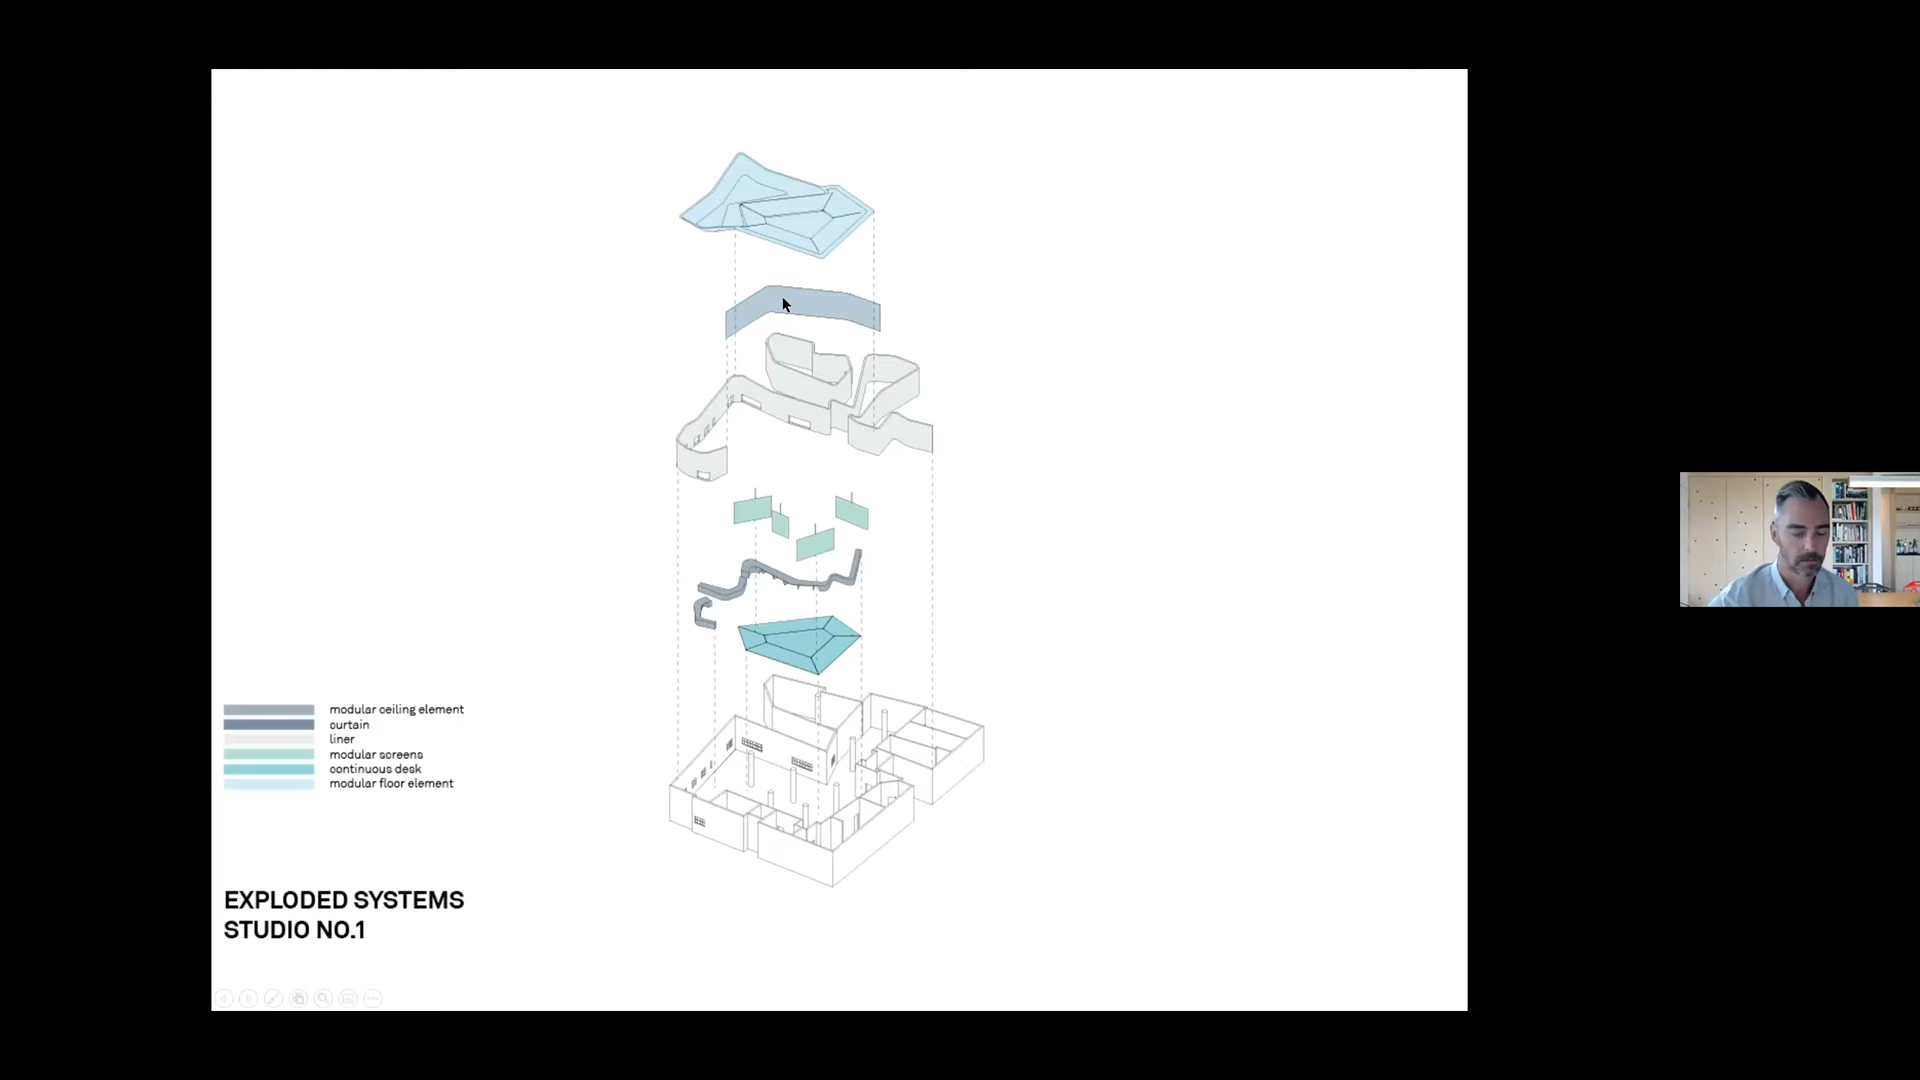 modular ceiling element
curtain
liner
modular screens
continuous desk
modular floor element
EXPLODED SYSTEMS
STUDIO NO.1